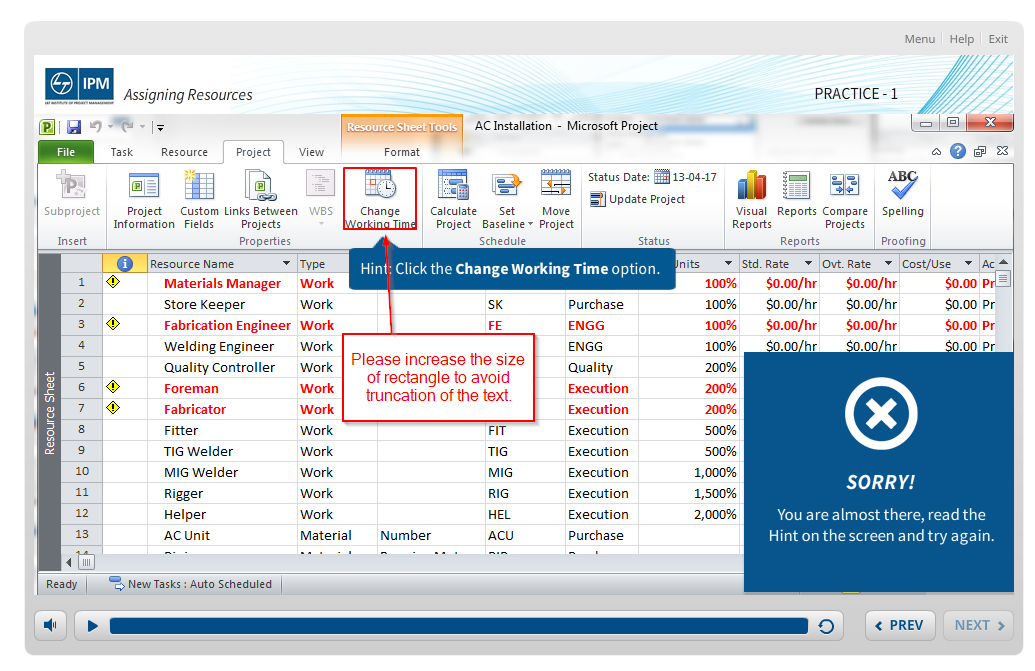 Menu Help Exit
IPM
Assigning Resources
PRACTICE - 1
Resource Sheet Tools
AC Installation - Microsoft Project
File Task Resource Project View Format
Subproject
Project Information
Custom Fields
Links Between Projects
WBS
Change Working Time
Calculate Project
Set Baseline
Move Project
Status Date: 13-04-17
Update Project
Visual Reports
Reports
Compare Projects
ABC
Spelling
Insert Properties Schedule Status Reports Proofing
Hint: Click the Change Working Time option.
Resource Name Type Units Std. Rate Ovt. Rate Cost/Use Ac
1 Materials Manager Work 100% $0.00/hr $0.00/hr $0.00 Pr
2 Store Keeper Work SK Purchase 100% $0.00/hr $0.00/hr $0.00 Pr
3 Fabrication Engineer Work FE ENGG 100% $0.00/hr $0.00/hr $0.00 Pr
4 Welding Engineer Work ENGG 100% $0.00/hr $0.00/hr $0.00 Pr
5 Quality Controller Work Quality 200%
6 Foreman Work Execution 200%
7 Fabricator Work Execution 200%
8 Fitter Work FIT Execution 500%
9 TIG Welder Work TIG Execution 500%
10 MIG Welder Work MIG Execution 1,000%
11 Rigger Work RIG Execution 1,500%
12 Helper Work HEL Execution 2,000%
13 AC Unit Material Number ACU Purchase
Resource Sheet
Please increase the size
of rectangle to avoid
truncation of the text.
SORRY!
You are almost there, read the
Hint on the screen and try again.
Ready New Tasks : Auto Scheduled
PREV NEXT